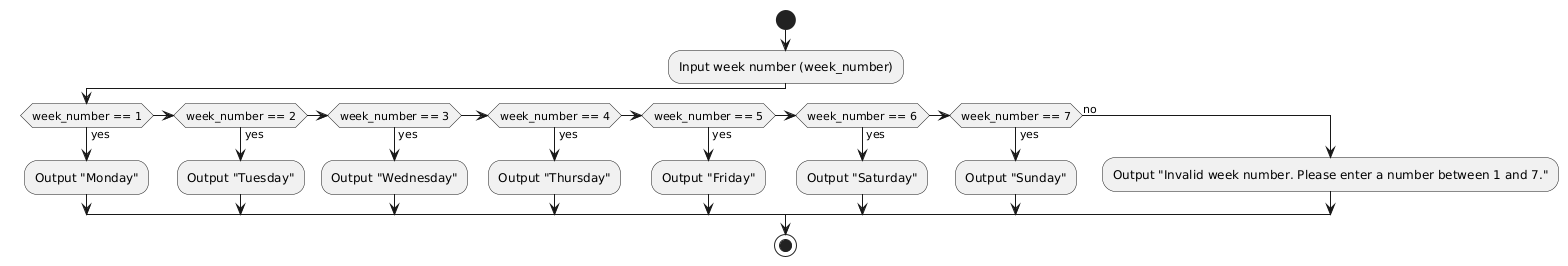 Input week number (week_number)
week_number == 1
week_number == 2
week_number == 3
week_number == 4
week_number == 5
week_number == 6
week_number == 7
no
yes
yes
yes
yes
yes
yes
yes
Output "Monday"
Output "Tuesday"
Output "Wednesday"
Output "Thursday"
Output "Friday"
Output "Saturday"
Output "Sunday"
Output "Invalid week number. Please enter a number between 1 and 7."